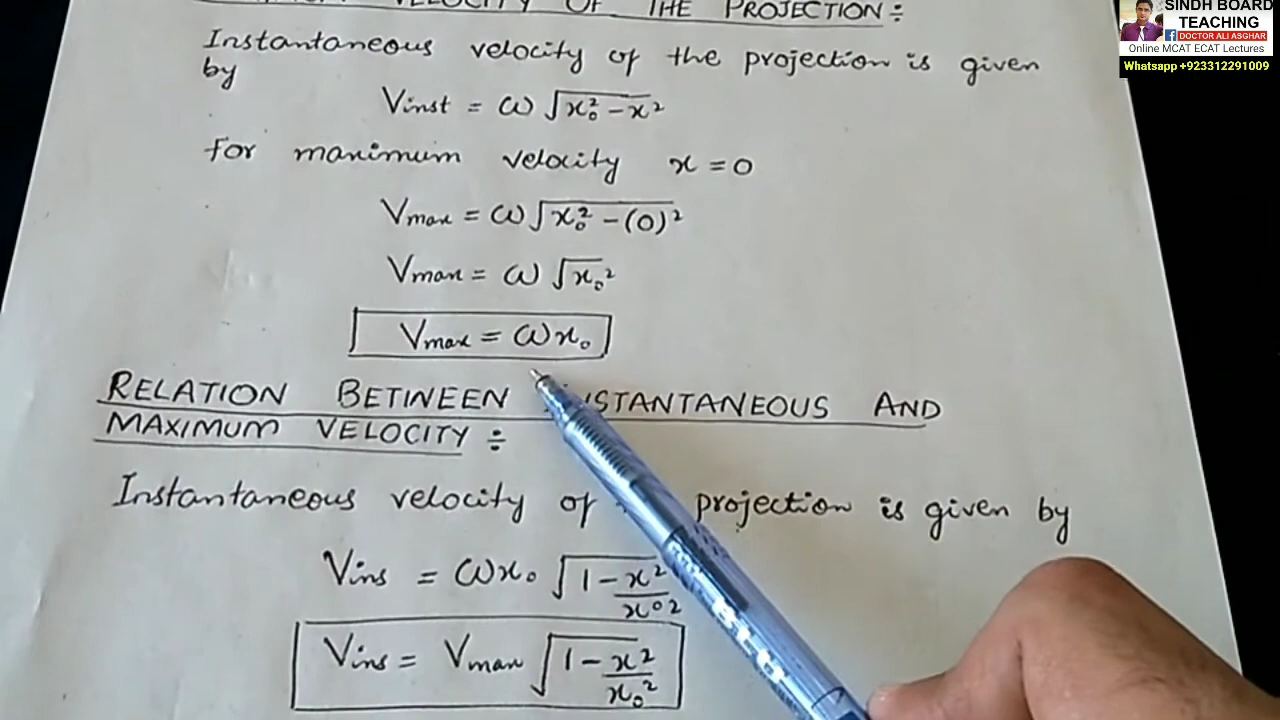 VELOCITY OF THE PROJECTION÷
Instantaneous velocity of the projection is given
by
Vinst = ω √x₀² - x²
For maximum velocity x = 0
Vmax = ω √x₀² - (0)²
Vmax = ω √x₀²
Vmax = ωx₀
RELATION BETWEEN INSTANTANEOUS AND
MAXIMUM VELOCITY ÷
Instantaneous velocity of projection is given by
Vins = ωx₀ √1 - x²/x₀²
Vins = Vmax √1 - x²/x₀²
SINDH BOARD
TEACHING
f DOCTOR ALI ASGHAR
Online MCAT ECAT Lectures
Whatsapp +923312291009